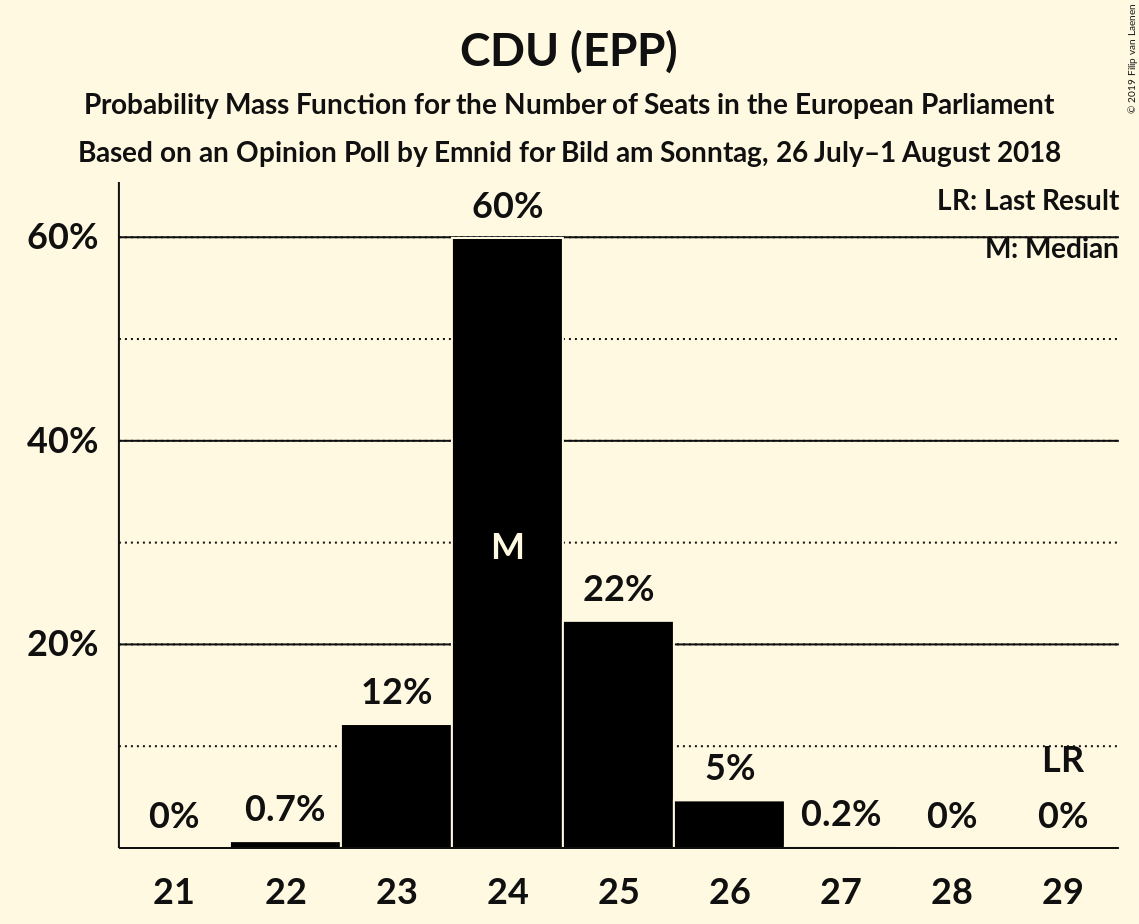 CDU (EPP)
Probability Mass Function for the Number of Seats in the European Parliament
Based on an Opinion Poll by Emnid for Bild am Sonntag, 26 July–1 August 2018
© 2019 Filip van Laenen
LR: Last Result
M: Median
60%
40%
20%
0%
0.7%
12%
60%
M
22%
5%
0.2%
0%
LR
0%
21 22 23 24 25 26 27 28 29